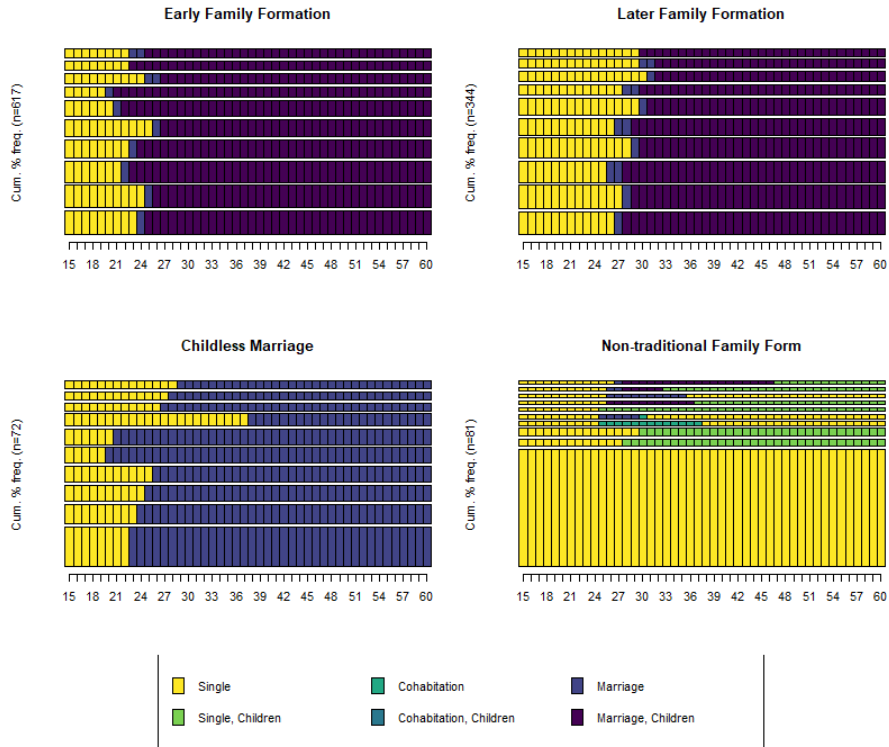 Early Family Formation
Later Family Formation
Cum. % freq. (n=617)
Cum. % freq. (n=344)
15 18 21 24 27 30 33 36 39 42 45 48 51 54 57 60
15 18 21 24 27 30 33 36 39 42 45 48 51 54 57 60
Childless Marriage
Non-traditional Family Form
Cum. % freq. (n=72)
Cum. % freq. (n=81)
15 18 21 24 27 30 33 36 39 42 45 48 51 54 57 60
15 18 21 24 27 30 33 36 39 42 45 48 51 54 57 60
Single
Cohabitation
Marriage
Single, Children
Cohabitation, Children
Marriage, Children